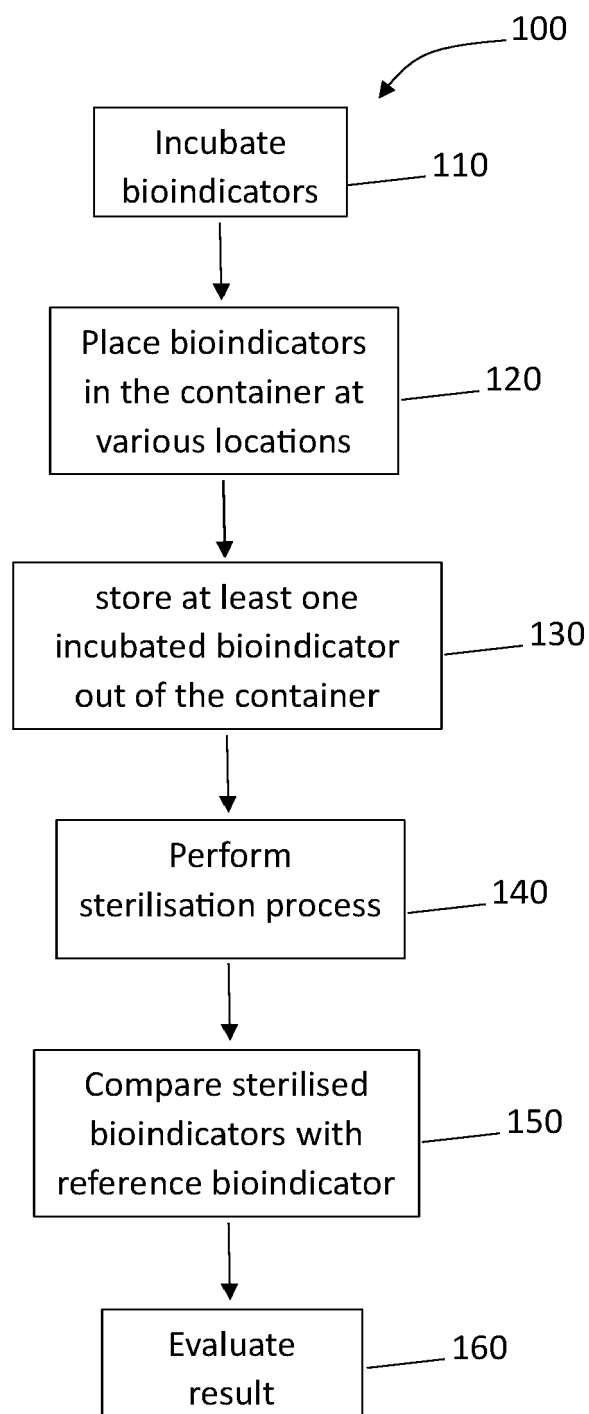 100
Incubate
bioindicators
110
Place bioindicators
in the container at
various locations
120
store at least one
incubated bioindicator
out of the container
130
Perform
sterilisation process
140
Compare sterilised
bioindicators with
reference bioindicator
150
Evaluate
result
160